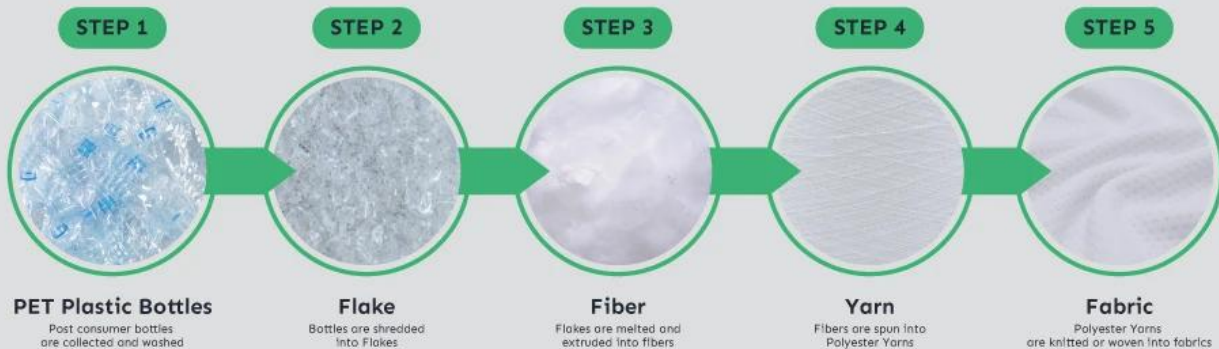 STEP 1
STEP 2
STEP 3
STEP 4
STEP 5
PET Plastic Bottles
Post consumer bottles
are collected and washed
Flake
Bottles are shredded
into Flakes
Fiber
Flakes are melted and
extruded into fibers
Yarn
Fibers are spun into
Polyester Yarns
Fabric
Polyester Yarns
are knitted or woven into fabrics